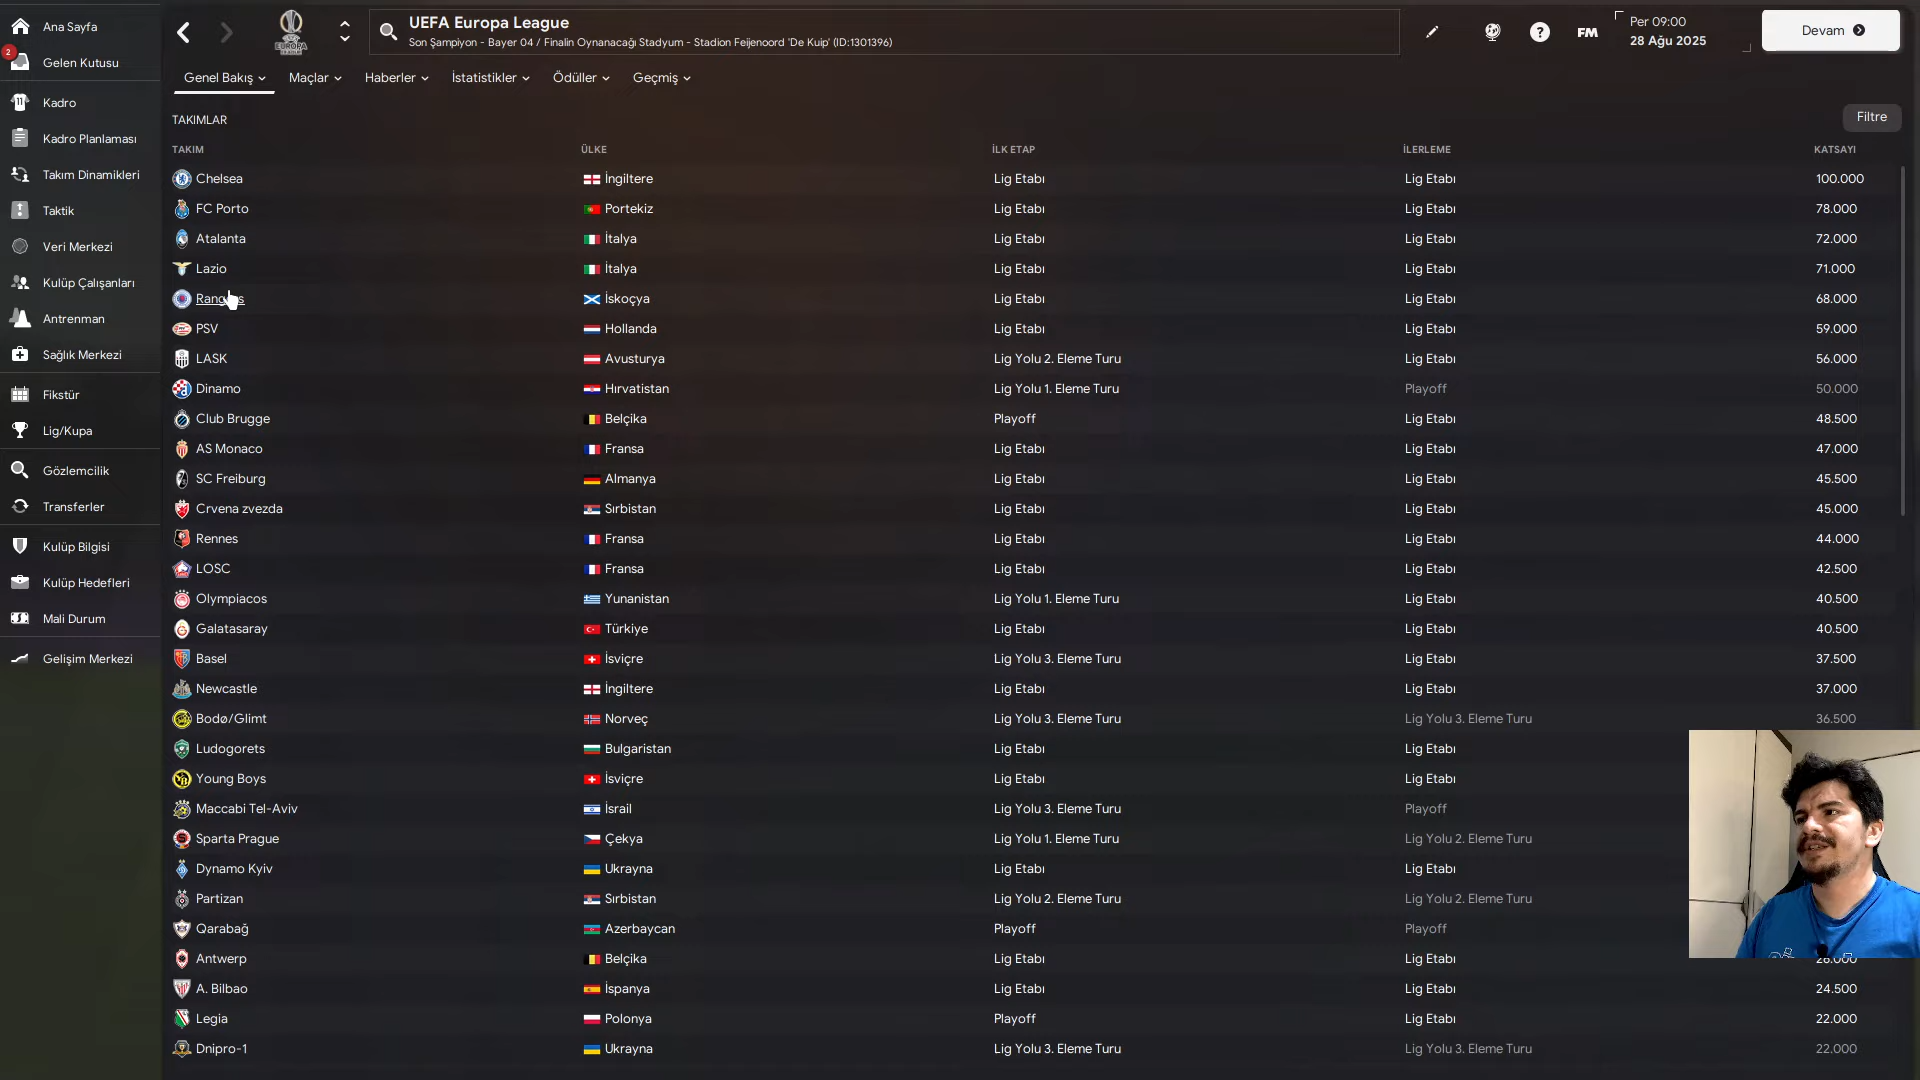 Ana Sayfa
2
Gelen Kutusu
Kadro
Kadro Planlaması
Takım Dinamikleri
Taktik
Veri Merkezi
Kulüp Çalışanları
Antrenman
Sağlık Merkezi
Fikstür
Lig/Kupa
Gözlemcilik
Transferler
Kulüp Bilgisi
Kulüp Hedefleri
Mali Durum
Gelişim Merkezi
UEFA Europa League
Son Şampiyon - Bayer 04 / Finalin Oynanacağı Stadyum - Stadion Feijenoord 'De Kuip' (ID:1301396)
FM
Per 09:00
28 Ağu 2025
Devam
Genel Bakış Maçlar Haberler İstatistikler Ödüller Geçmiş
TAKIMLAR
Filtre
TAKIM ÜLKE İLK ETAP İLERLEME KATSAYI
Chelsea İngiltere Lig Etabı Lig Etabı 100.000
FC Porto Portekiz Lig Etabı Lig Etabı 78.000
Atalanta İtalya Lig Etabı Lig Etabı 72.000
Lazio İtalya Lig Etabı Lig Etabı 71.000
Rangers İskoçya Lig Etabı Lig Etabı 68.000
PSV Hollanda Lig Etabı Lig Etabı 59.000
LASK Avusturya Lig Yolu 2. Eleme Turu Lig Etabı 56.000
Dinamo Hırvatistan Lig Yolu 1. Eleme Turu Playoff 50.000
Club Brugge Belçika Playoff Lig Etabı 48.500
AS Monaco Fransa Lig Etabı Lig Etabı 47.000
SC Freiburg Almanya Lig Etabı Lig Etabı 45.500
Crvena zvezda Sırbistan Lig Etabı Lig Etabı 45.000
Rennes Fransa Lig Etabı Lig Etabı 44.000
LOSC Fransa Lig Etabı Lig Etabı 42.500
Olympiacos Yunanistan Lig Yolu 1. Eleme Turu Lig Etabı 40.500
Galatasaray Türkiye Lig Etabı Lig Etabı 40.500
Basel İsviçre Lig Yolu 3. Eleme Turu Lig Etabı 37.500
Newcastle İngiltere Lig Etabı Lig Etabı 37.000
Bodø/Glimt Norveç Lig Yolu 3. Eleme Turu Lig Yolu 3. Eleme Turu 36.500
Ludogorets Bulgaristan Lig Etabı Lig Etabı
Young Boys İsviçre Lig Etabı Lig Etabı
Maccabi Tel-Aviv İsrail Lig Yolu 3. Eleme Turu Playoff
Sparta Prague Çekya Lig Yolu 1. Eleme Turu Lig Yolu 2. Eleme Turu
Dynamo Kyiv Ukrayna Lig Etabı Lig Etabı
Partizan Sırbistan Lig Yolu 2. Eleme Turu Lig Yolu 2. Eleme Turu
Qarabağ Azerbaycan Playoff Playoff
Antwerp Belçika Lig Etabı Lig Etabı
A. Bilbao İspanya Lig Etabı Lig Etabı 24.500
Legia Polonya Playoff Lig Etabı 22.000
Dnipro-1 Ukrayna Lig Yolu 3. Eleme Turu Lig Yolu 3. Eleme Turu 22.000